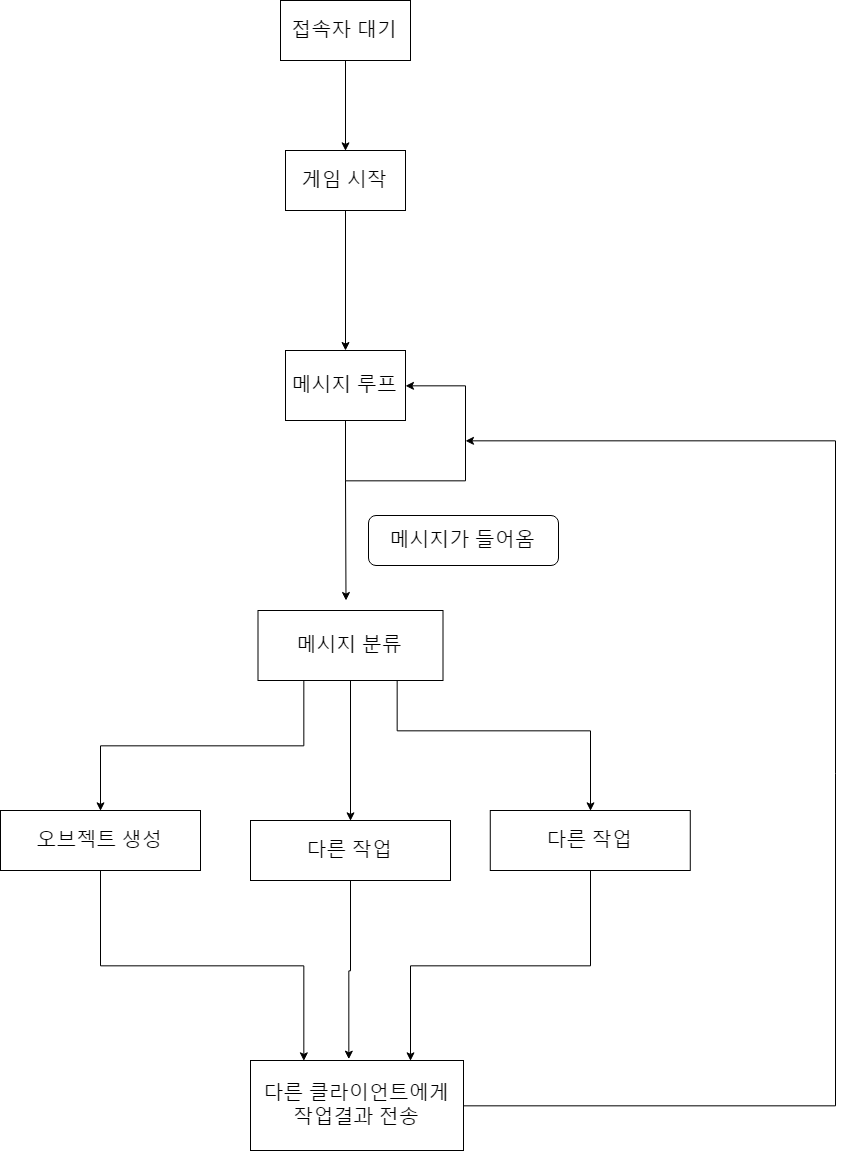 접속자 대기
게임 시작
메시지 루프
메시지가 들어옴
메시지 분류
오브젝트 생성
다른 작업
다른 작업
다른 클라이언트에게
작업결과 전송